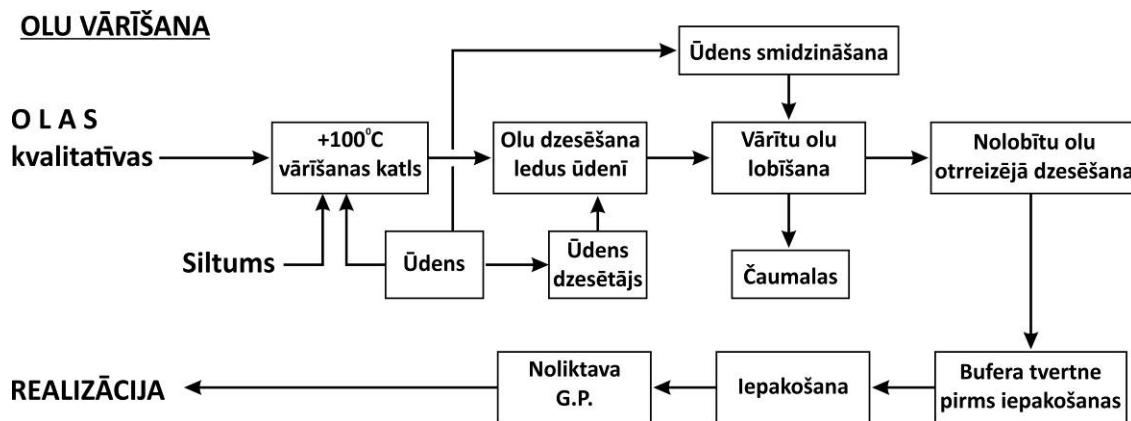 OLU VĀRĪŠANA
Ūdens smidzināšana
O L A S
kvalitatīvas
+100⁰C
vārīšanas katls
Olu dzesēšana
ledus ūdenī
Vārītu olu
lobīšana
Nolobītu olu
otrreizējā dzesēšana
Siltums
Ūdens
Ūdens
dzesētājs
Čaumalas
REALIZĀCIJA
Noliktava
G.P.
Iepakošana
Bufera tvertne
pirms iepakošanas